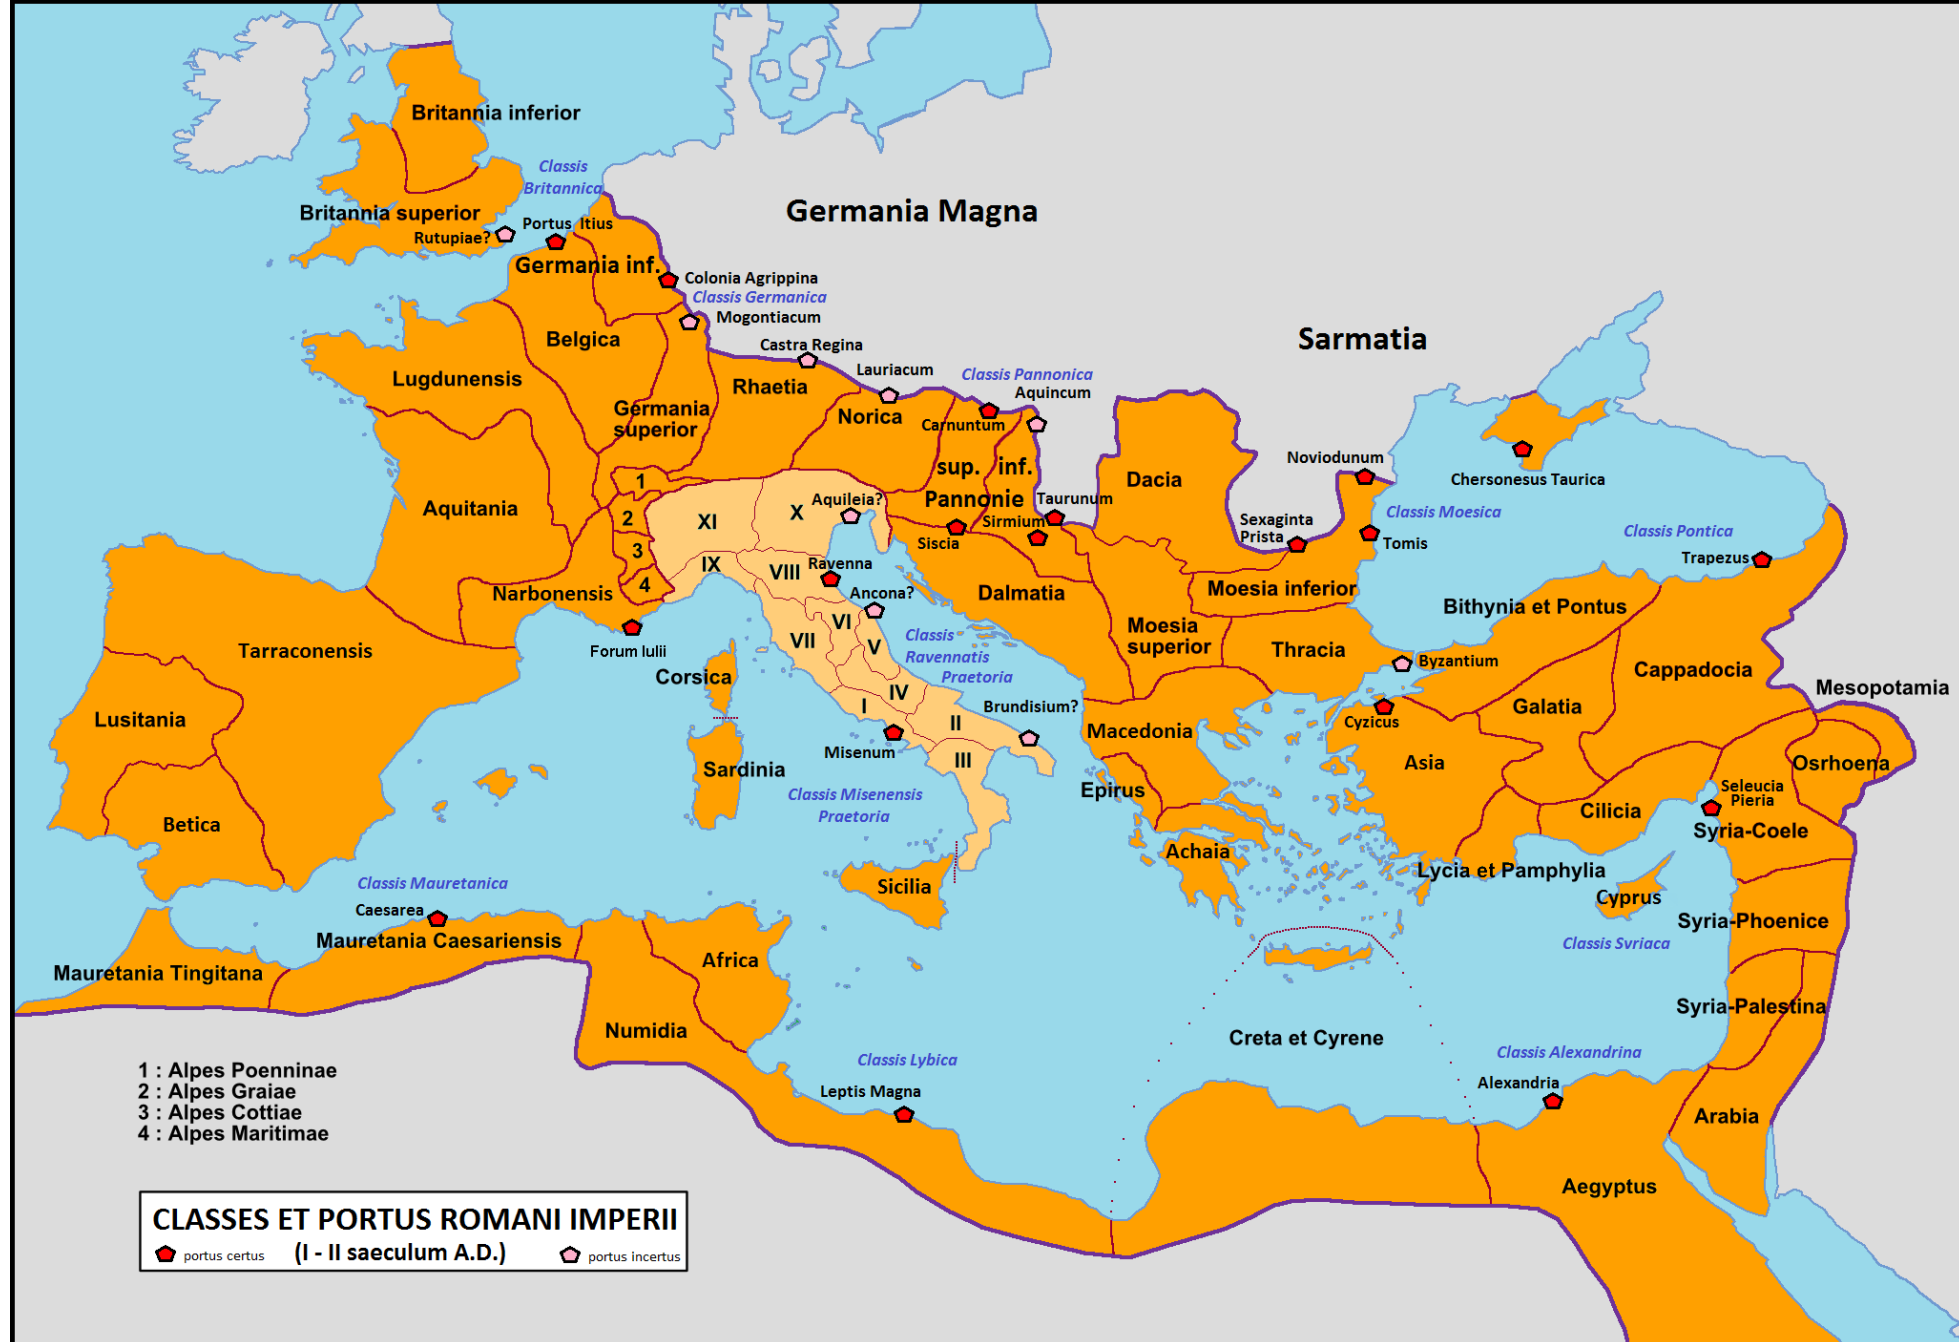 Britannia inferior
Classis
Britannica
Britannia superior
Rutupiae?
Portus Itius
Germania Magna
Germania inf.
Colonia Agrippina
Classis Germanica
Mogontiacum
Belgica
Castra Regina
Sarmatia
Lugdunensis
Rhaetia
Lauriacum
Classis Pannonica
Aquincum
Germania
superior
Norica
Carnuntum
sup.
inf.
Pannonie
Dacia
Noviodunum
Chersonesus Taurica
1
Aquitania
2
XI
X
Aquileia?
Taurunum
Sirmium
Siscia
Sexaginta
Prista
Classis Moesica
Tomis
Classis Pontica
Trapezus
3
IX
VIII
Ravenna
4
Narbonensis
Ancona?
Dalmatia
Moesia inferior
Bithynia et Pontus
Forum Iulii
VI
VII
V
Classis
Ravennatis
Praetoria
Moesia
superior
Thracia
Byzantium
Cappadocia
Tarraconensis
Corsica
Mesopotamia
IV
I
II
Brundisium?
Lusitania
Galatia
Cyzicus
Macedonia
Misenum
III
Sardinia
Asia
Osrhoena
Epirus
Seleucia
Pieria
Classis Misenensis
Praetoria
Cilicia
Betica
Syria-Coele
Achaia
Lycia et Pamphylia
Sicilia
Cyprus
Classis Mauretanica
Caesarea
Syria-Phoenice
Mauretania Caesariensis
Classis Svriaca
Africa
Mauretania Tingitana
Syria-Palestina
Numidia
Creta et Cyrene
Classis Lybica
Classis Alexandrina
Leptis Magna
Alexandria
Arabia
Aegyptus
1 : Alpes Poenninae
2 : Alpes Graiae
3 : Alpes Cottiae
4 : Alpes Maritimae
CLASSES ET PORTUS ROMANI IMPERII
portus certus (I - II saeculum A.D.) portus incertus